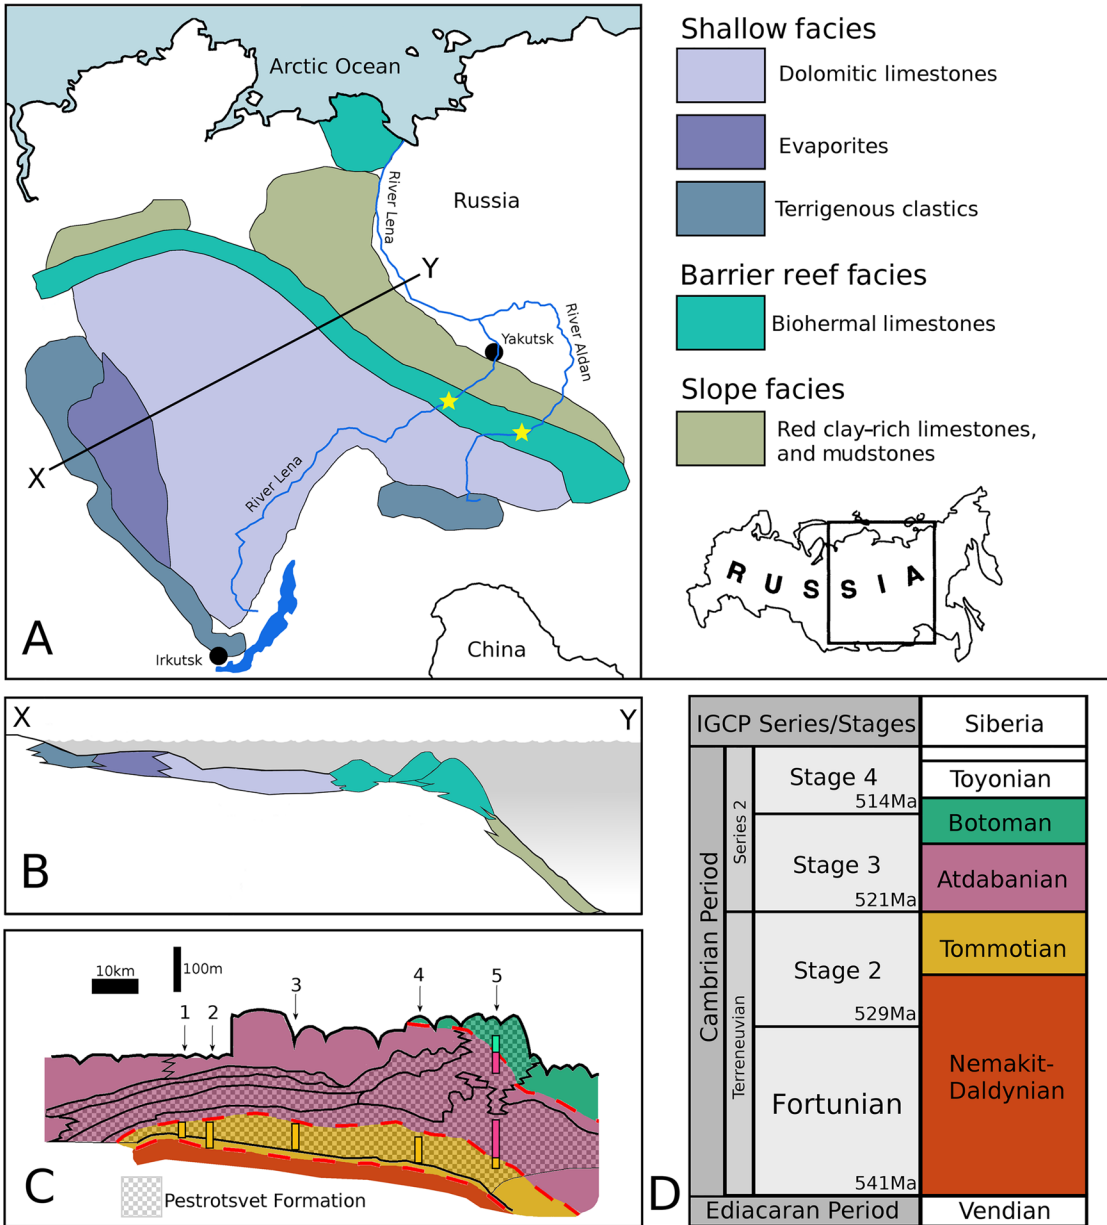 Arctic Ocean
River Lena
Russia
Y
River Aldan
Yakutsk
X
River Lena
A
Irkutsk
China
Shallow facies
Dolomitic limestones
Evaporites
Terrigenous clastics
Barrier reef facies
Biohermal limestones
Slope facies
Red clay-rich limestones,
and mudstones
RUSSIA
X
Y
B
10km
100m
1
2
3
4
5
C
Pestrotsvet Formation
D
IGCP Series/Stages
Siberia
Cambrian Period
Series 2
Stage 4
514Ma
Toyonian
Botoman
Stage 3
521Ma
Atdabanian
Terreneuvian
Stage 2
529Ma
Tommotian
Fortunian
541Ma
Nemakit-
Daldynian
Ediacaran Period
Vendian